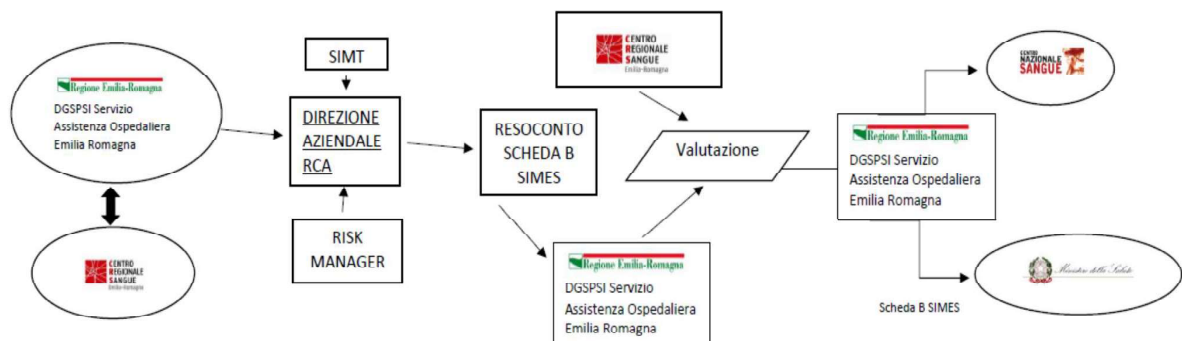 Regione Emilia-Romagna
DGSPSI Servizio
Assistenza Ospedaliera
Emilia Romagna
CENTRO
REGIONALE
SANGUE
Emilia-Romagna
SIMT
DIREZIONE
AZIENDALE
RCA
RISK
MANAGER
RESOCONTO
SCHEDA B
SIMES
CENTRO
REGIONALE
SANGUE
Emilia-Romagna
Regione Emilia-Romagna
DGSPSI Servizio
Assistenza Ospedaliera
Emilia Romagna
Valutazione
Regione Emilia-Romagna
DGSPSI Servizio
Assistenza Ospedaliera
Emilia Romagna
CENTRO
NAZIONALE
SANGUE
Ministero della Salute
Scheda B SIMES